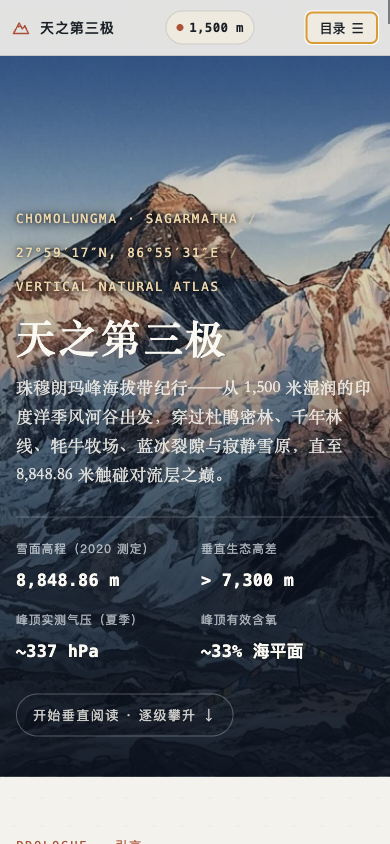 天之第三极
1,500 m
目录 ☰
CHOMOLUNGMA · SAGARMATHA /
27°59′17″N, 86°55′31″E /
VERTICAL NATURAL ATLAS
天之第三极
珠穆朗玛峰海拔带纪行——从 1,500 米湿润的印
度洋季风河谷出发，穿过杜鹃密林、千年林
线、牦牛牧场、蓝冰裂隙与寂静雪原，直至
8,848.86 米触碰对流层之巅。
雪面高程（2020 测定）
垂直生态高差
8,848.86 m
> 7,300 m
峰顶实测气压（夏季）
峰顶有效含氧
~337 hPa
~33% 海平面
开始垂直阅读 · 逐级攀升 ↓